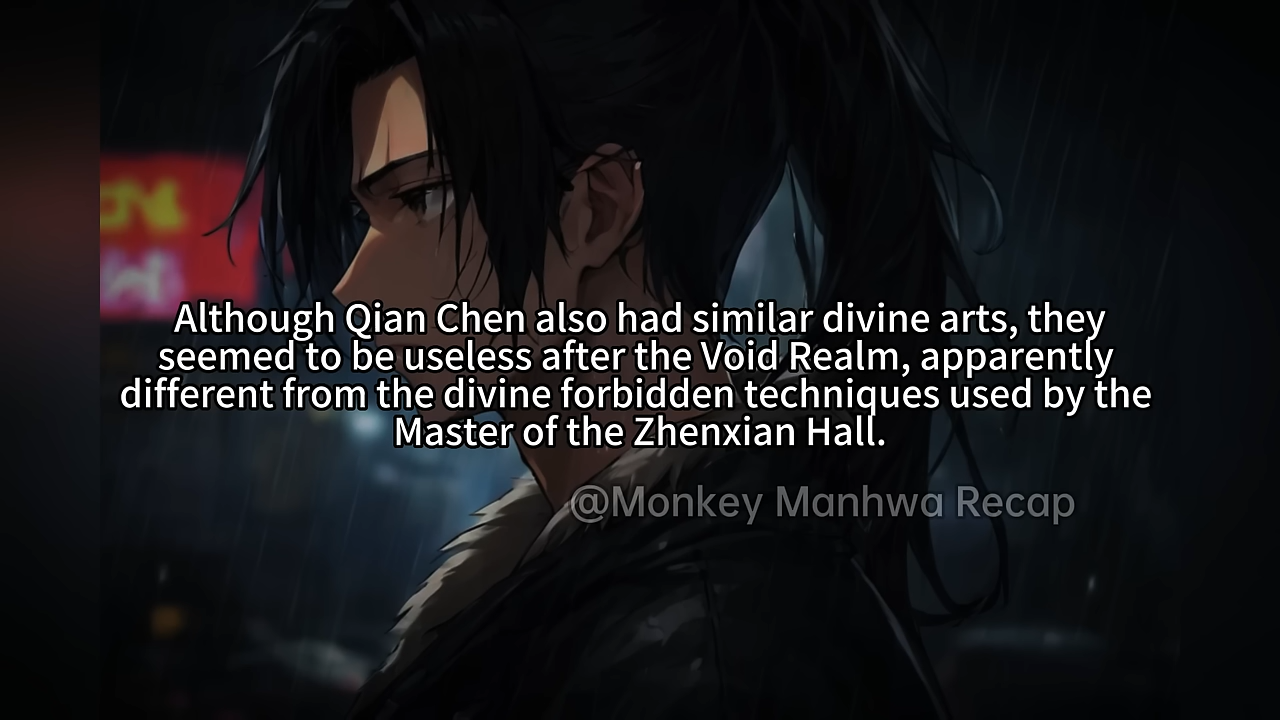 Although Qian Chen also had similar divine arts, they
seemed to be useless after the Void Realm, apparently
different from the divine forbidden techniques used by the
Master of the Zhenxian Hall.
@Monkey Manhwa Recap